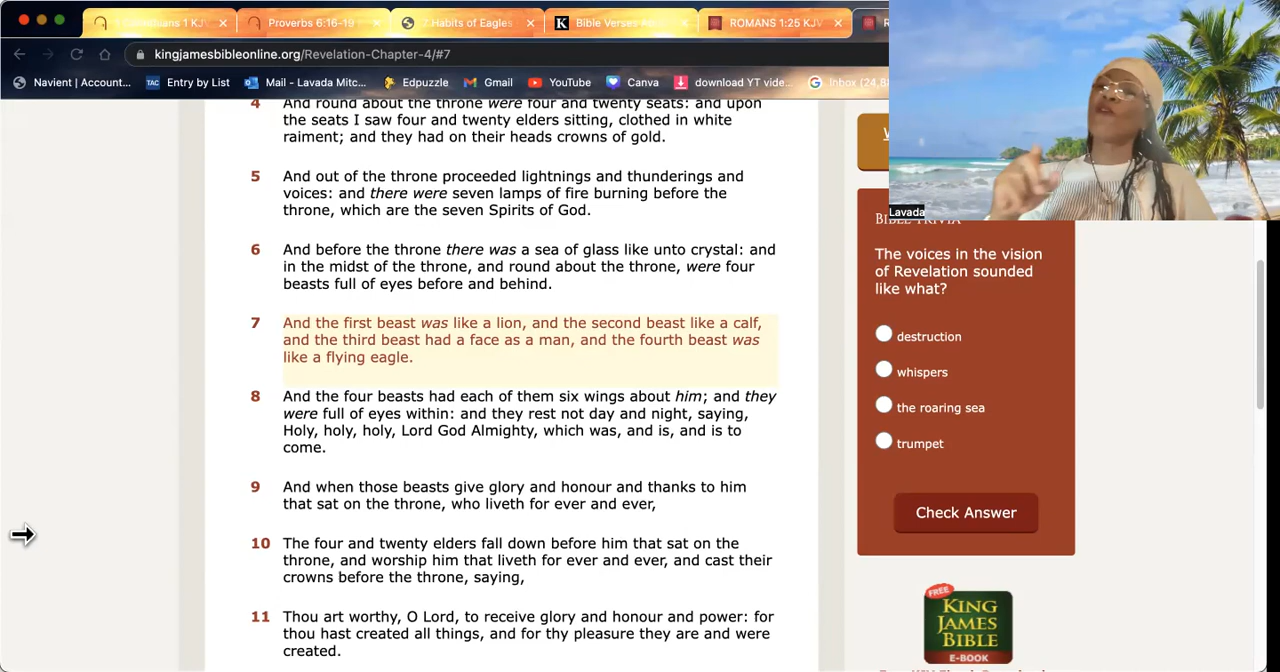 Corinthians 1 KJ
Proverbs 6:16-19
7 Habits of Eagles
K Bible Verses A
ROMANS 1:25 KJV
kingjamesbibleonline.org/Revelation-Chapter-4/#7
Navient | Account...
TAC Entry by List
Mail - Lavada Mitc...
Edpuzzle
Gmail
YouTube
Canva
download YT vide...
Inbox (24,8
4 And round about the throne were four and twenty seats: and upon
the seats I saw four and twenty elders sitting, clothed in white
raiment; and they had on their heads crowns of gold.
5 And out of the throne proceeded lightnings and thunderings and
voices: and there were seven lamps of fire burning before the
throne, which are the seven Spirits of God.
6 And before the throne there was a sea of glass like unto crystal: and
in the midst of the throne, and round about the throne, were four
beasts full of eyes before and behind.
7 And the first beast was like a lion, and the second beast like a calf,
and the third beast had a face as a man, and the fourth beast was
like a flying eagle.
8 And the four beasts had each of them six wings about him; and they
were full of eyes within: and they rest not day and night, saying,
Holy, holy, holy, Lord God Almighty, which was, and is, and is to
come.
9 And when those beasts give glory and honour and thanks to him
that sat on the throne, who liveth for ever and ever,
10 The four and twenty elders fall down before him that sat on the
throne, and worship him that liveth for ever and ever, and cast their
crowns before the throne, saying,
11 Thou art worthy, O Lord, to receive glory and honour and power: for
thou hast created all things, and for thy pleasure they are and were
created.
Lavada
BIBLE TRIVIA
The voices in the vision
of Revelation sounded
like what?
destruction
whispers
the roaring sea
trumpet
Check Answer
FREE
KING
JAMES
BIBLE
E-BOOK